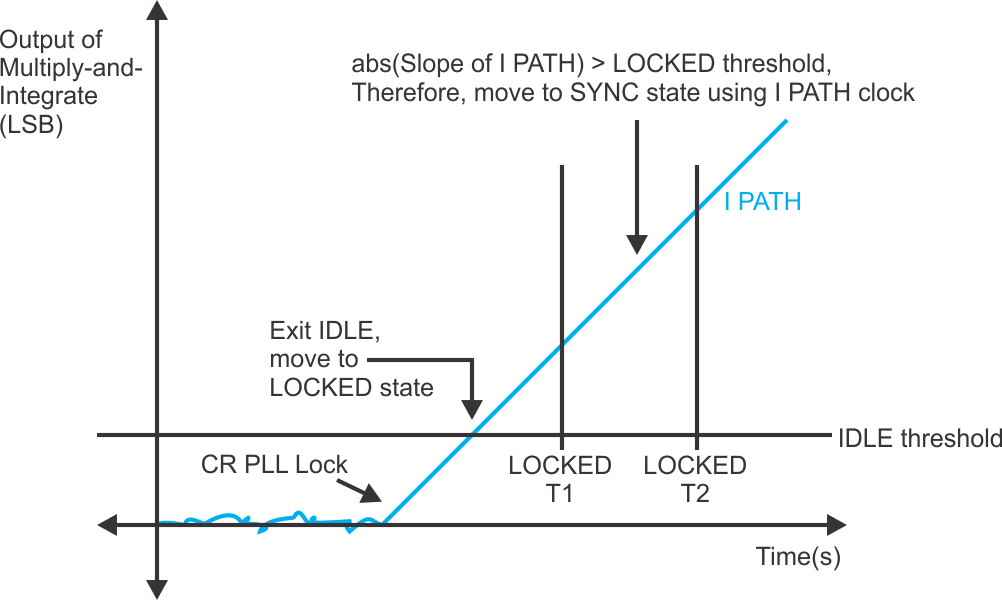 Output of
Multiply-and-
Integrate
(LSB)
abs(Slope of I PATH) > LOCKED threshold,
Therefore, move to SYNC state using I PATH clock
I PATH
Exit IDLE,
move to
LOCKED state
IDLE threshold
CR PLL Lock
LOCKED
T1
LOCKED
T2
Time(s)